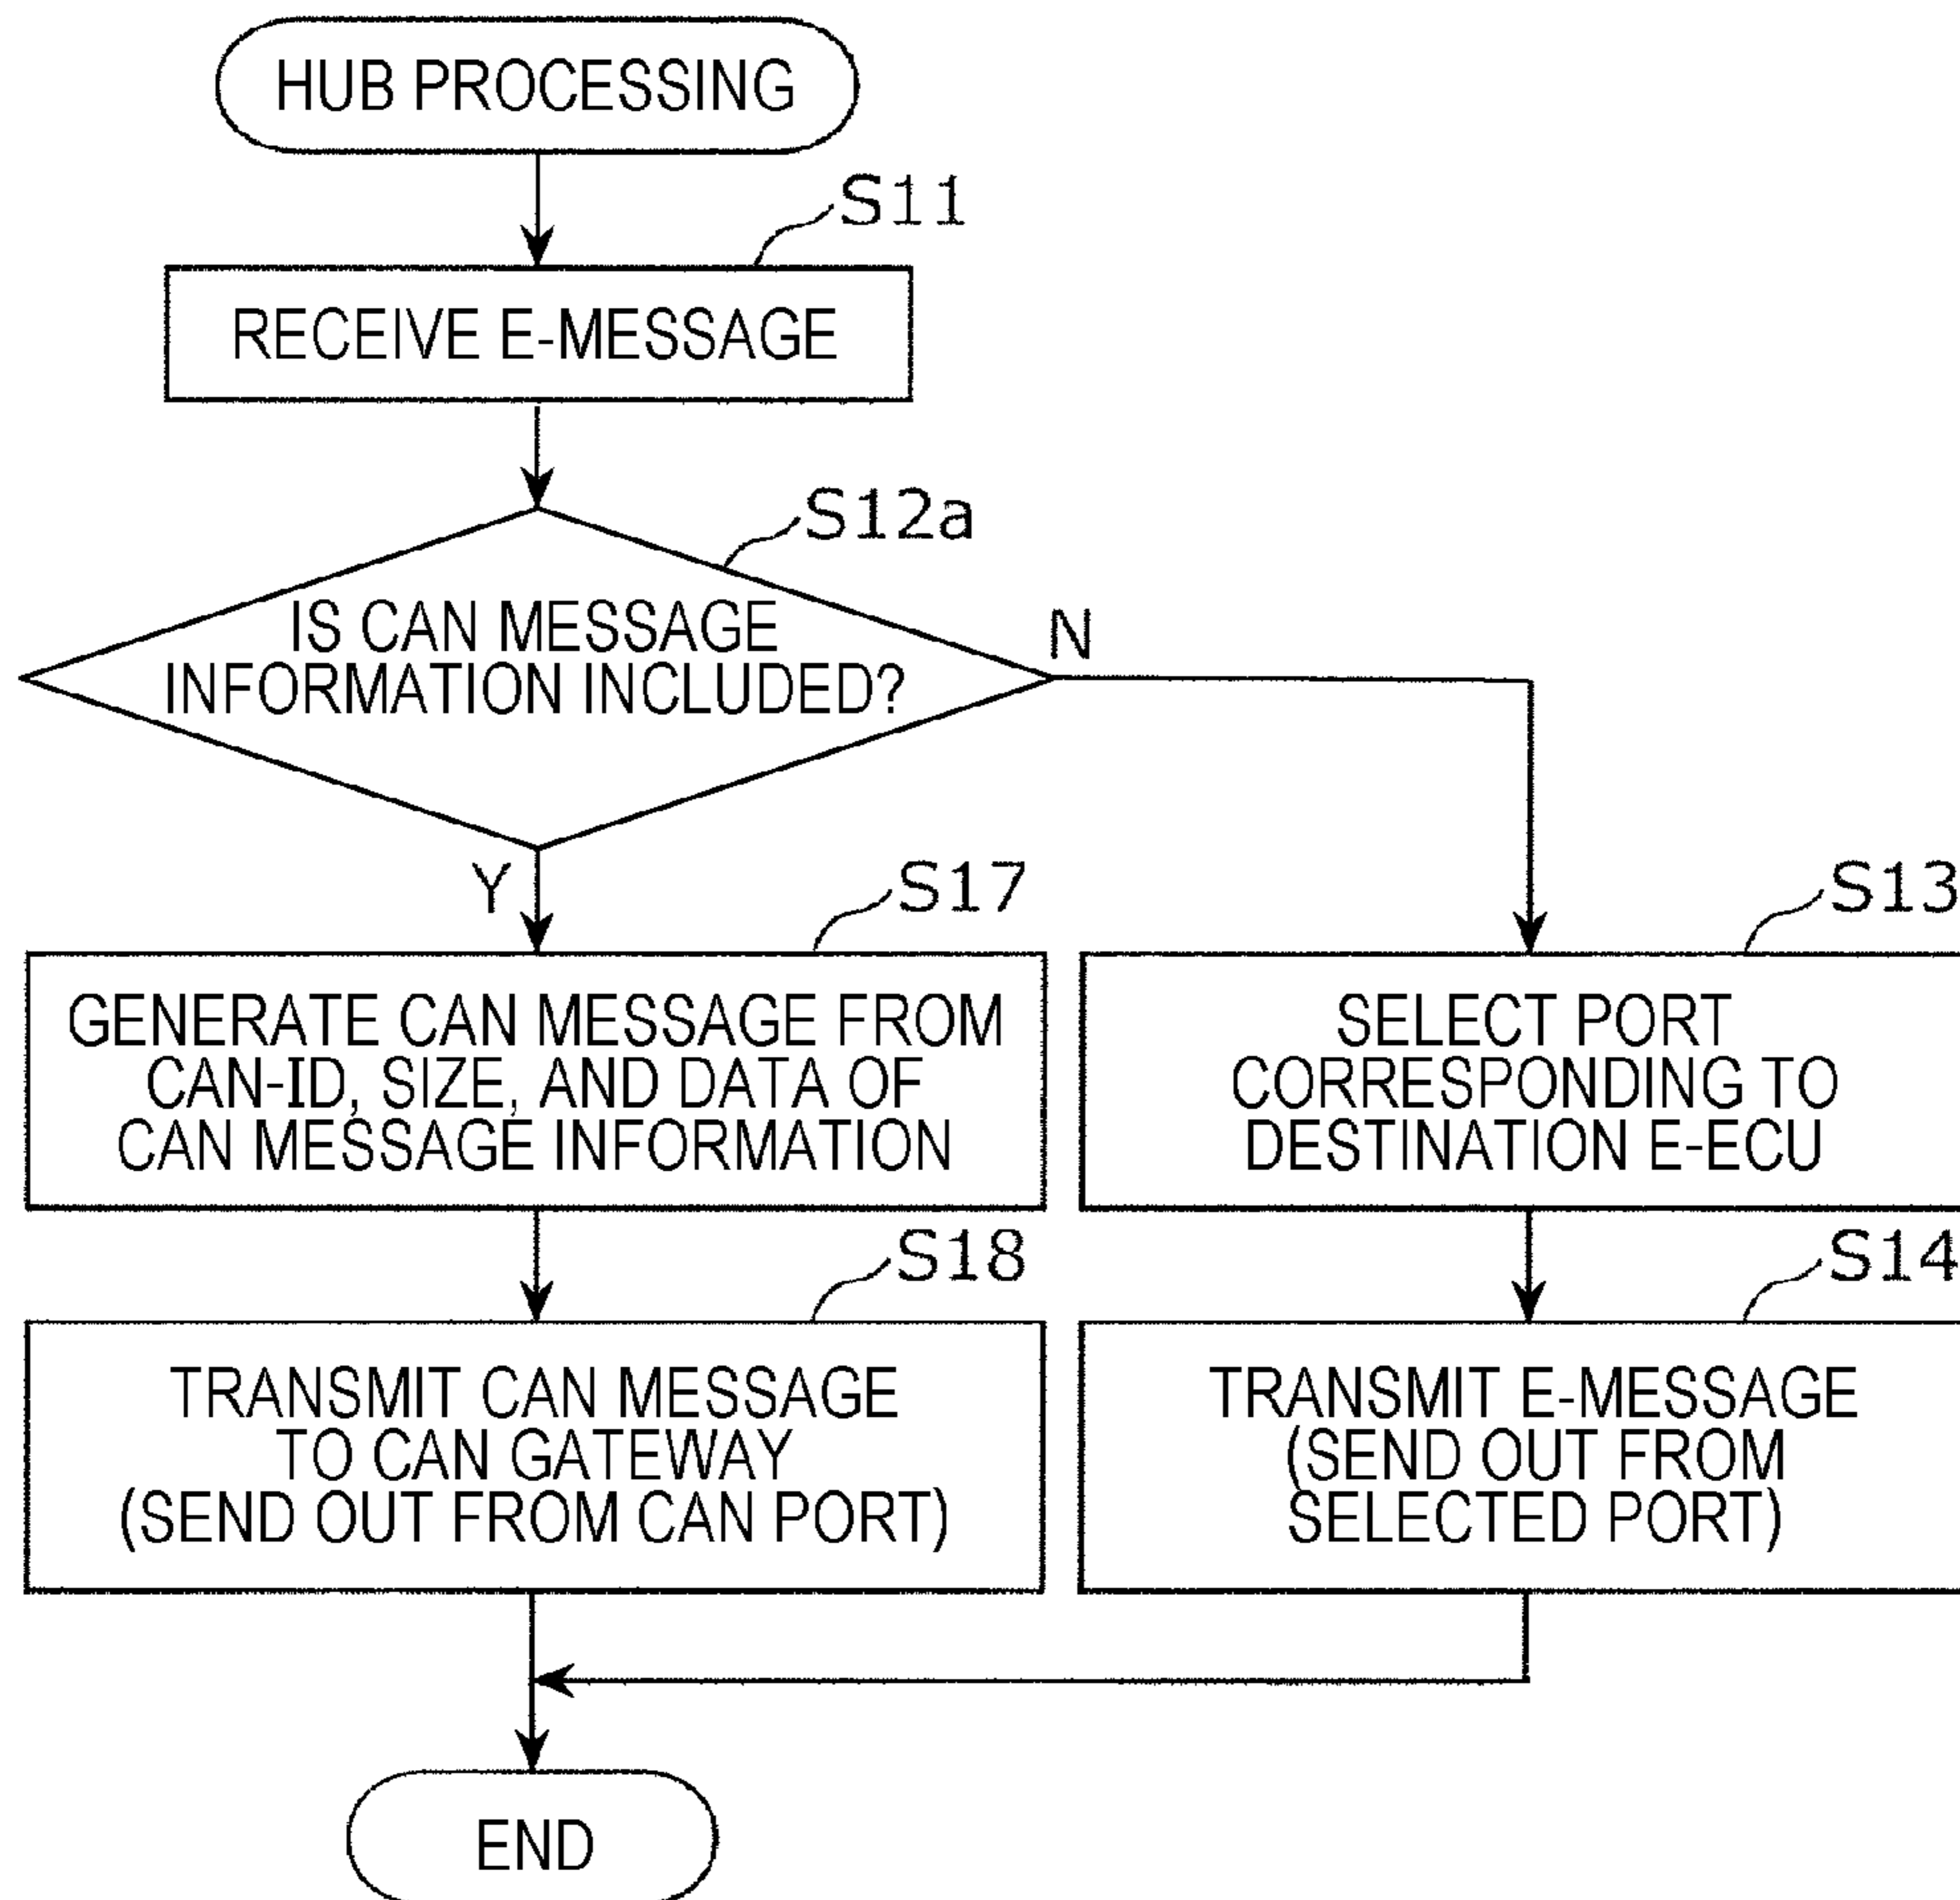 HUB PROCESSING
S11
RECEIVE E-MESSAGE
S12a
IS CAN MESSAGE
INFORMATION INCLUDED?
N
Y
S17
GENERATE CAN MESSAGE FROM
CAN-ID, SIZE, AND DATA OF
CAN MESSAGE INFORMATION
S13
SELECT PORT
CORRESPONDING TO
DESTINATION E-ECU
S18
TRANSMIT CAN MESSAGE
TO CAN GATEWAY
(SEND OUT FROM CAN PORT)
S14
TRANSMIT E-MESSAGE
(SEND OUT FROM
SELECTED PORT)
END